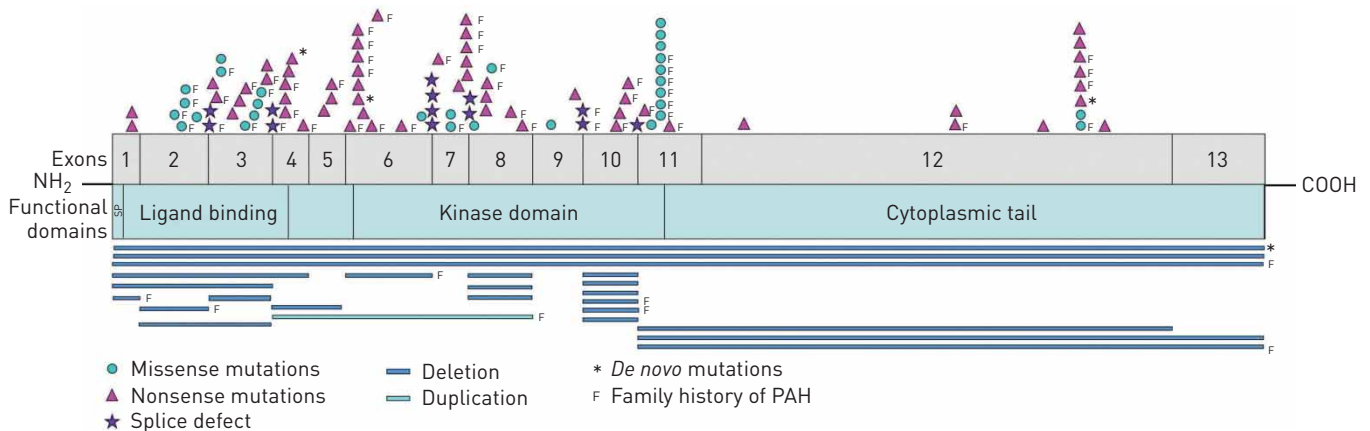 Exons 1 2 3 4 5 6 7 8 9 10 11 12 13
NH2 COOH
Functional domains SP Ligand binding Kinase domain Cytoplasmic tail
Missense mutations
Nonsense mutations
Splice defect
Deletion
Duplication
* De novo mutations
F Family history of PAH